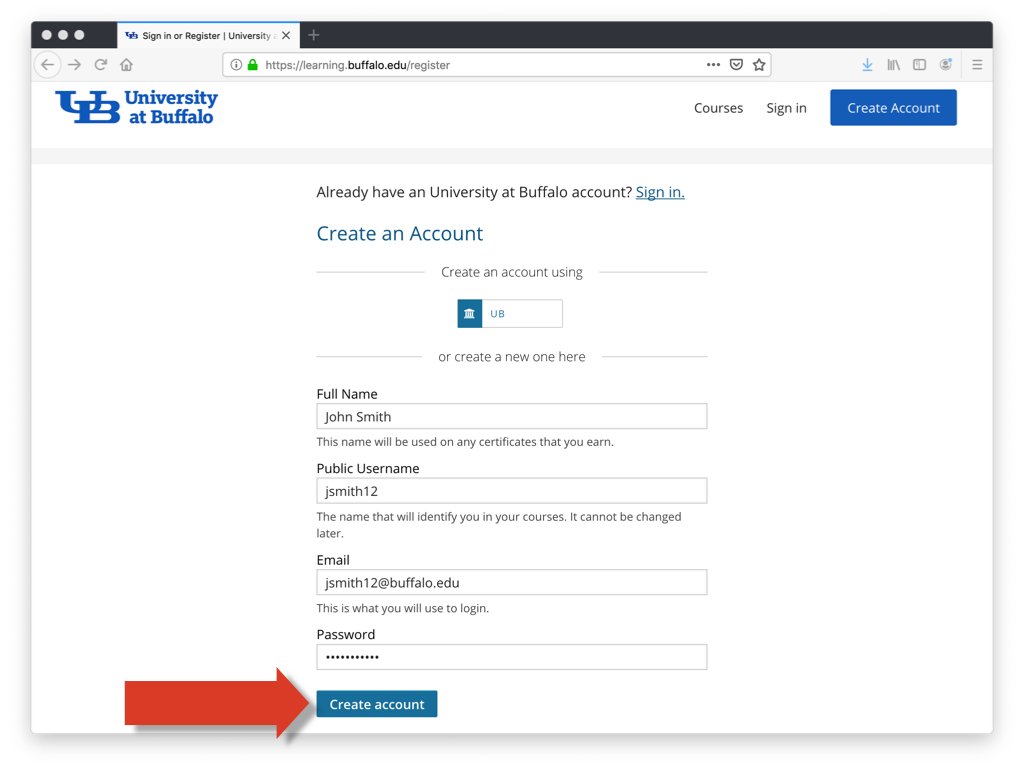 Sign in or Register | University
https://learning.buffalo.edu/register
UB University
at Buffalo
Courses Sign in Create Account
Already have an University at Buffalo account? Sign in.
Create an Account
Create an account using
UB
or create a new one here
Full Name
John Smith
This name will be used on any certificates that you earn.
Public Username
jsmith12
The name that will identify you in your courses. It cannot be changed
later.
Email
jsmith12@buffalo.edu
This is what you will use to login.
Password
•••••••••••
Create account